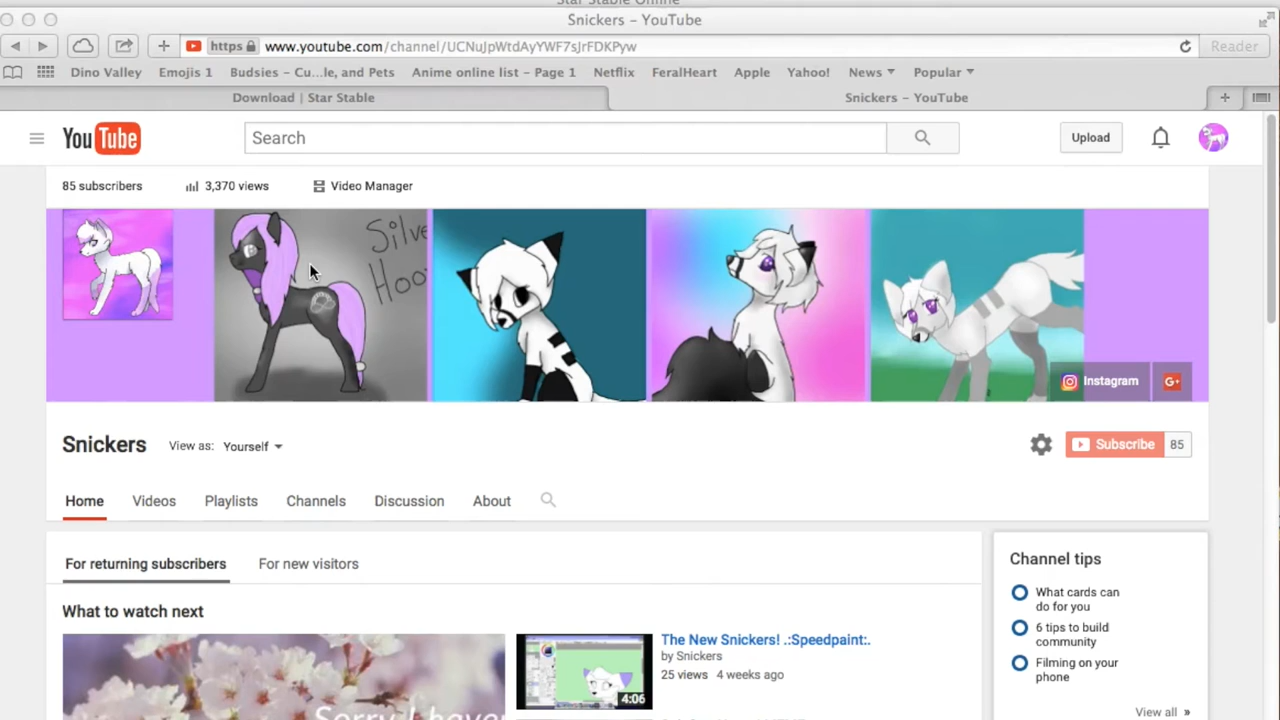 Star Stable Online
Snickers – YouTube
https www.youtube.com/channel/UCNuJpWtdAyYWF7sJrFDKPyw
Reader
Dino Valley Emojis 1 Budsies – Cu...le, and Pets Anime online list – Page 1 Netflix FeralHeart Apple Yahoo! News Popular
Download | Star Stable Snickers – YouTube
YouTube Search Upload
85 subscribers 3,370 views Video Manager
Instagram G+
Snickers View as: Yourself Subscribe 85
Home Videos Playlists Channels Discussion About
For returning subscribers For new visitors
What to watch next
The New Snickers! .:Speedpaint:.
by Snickers
25 views 4 weeks ago
4:06
Sorry I
Channel tips
What cards can
do for you
6 tips to build
community
Filming on your
phone
View all »